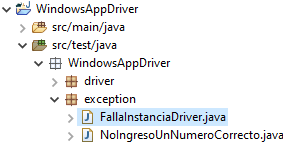 WindowsAppDriver
src/main/java
src/test/java
WindowsAppDriver
driver
exception
FallaInstanciaDriver.java
NoIngresoUnNumeroCorrecto.java